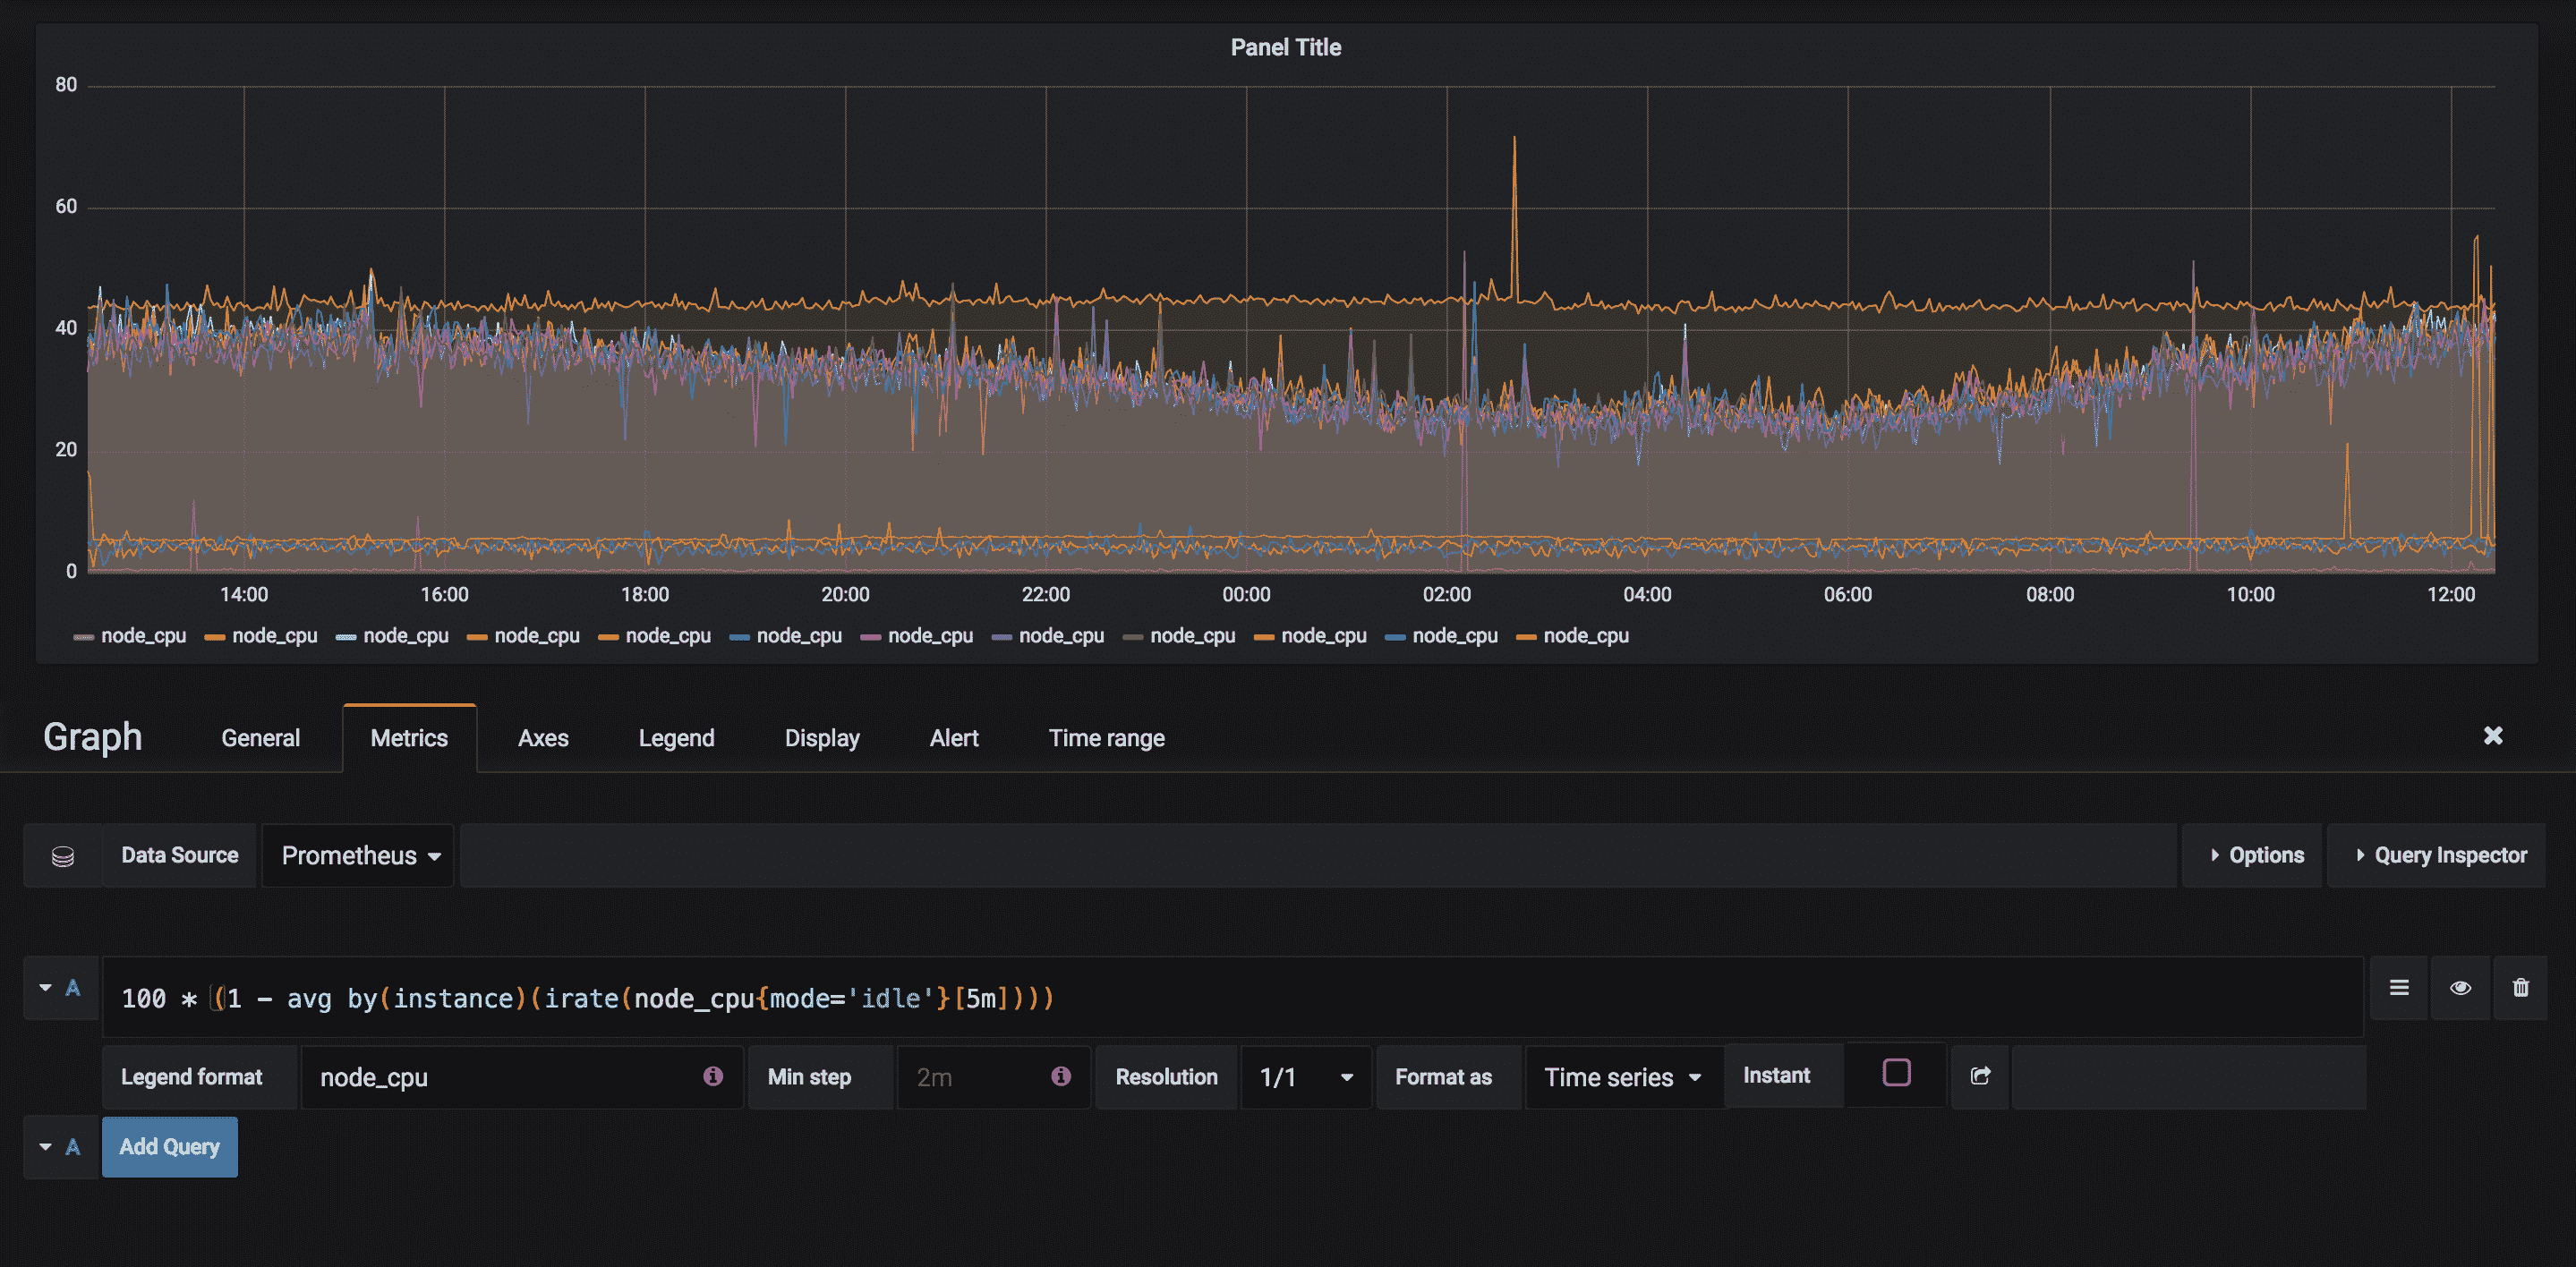 Panel Title
80
60
40
20
0
14:00 16:00 18:00 20:00 22:00 00:00 02:00 04:00 06:00 08:00 10:00 12:00
node_cpu node_cpu node_cpu node_cpu node_cpu node_cpu node_cpu node_cpu node_cpu node_cpu node_cpu node_cpu
Graph General Metrics Axes Legend Display Alert Time range
Data Source Prometheus Options Query Inspector
A 100 * (1 - avg by(instance)(irate(node_cpu{mode='idle'}[5m])))
Legend format node_cpu Min step 2m Resolution 1/1 Format as Time series Instant
A Add Query